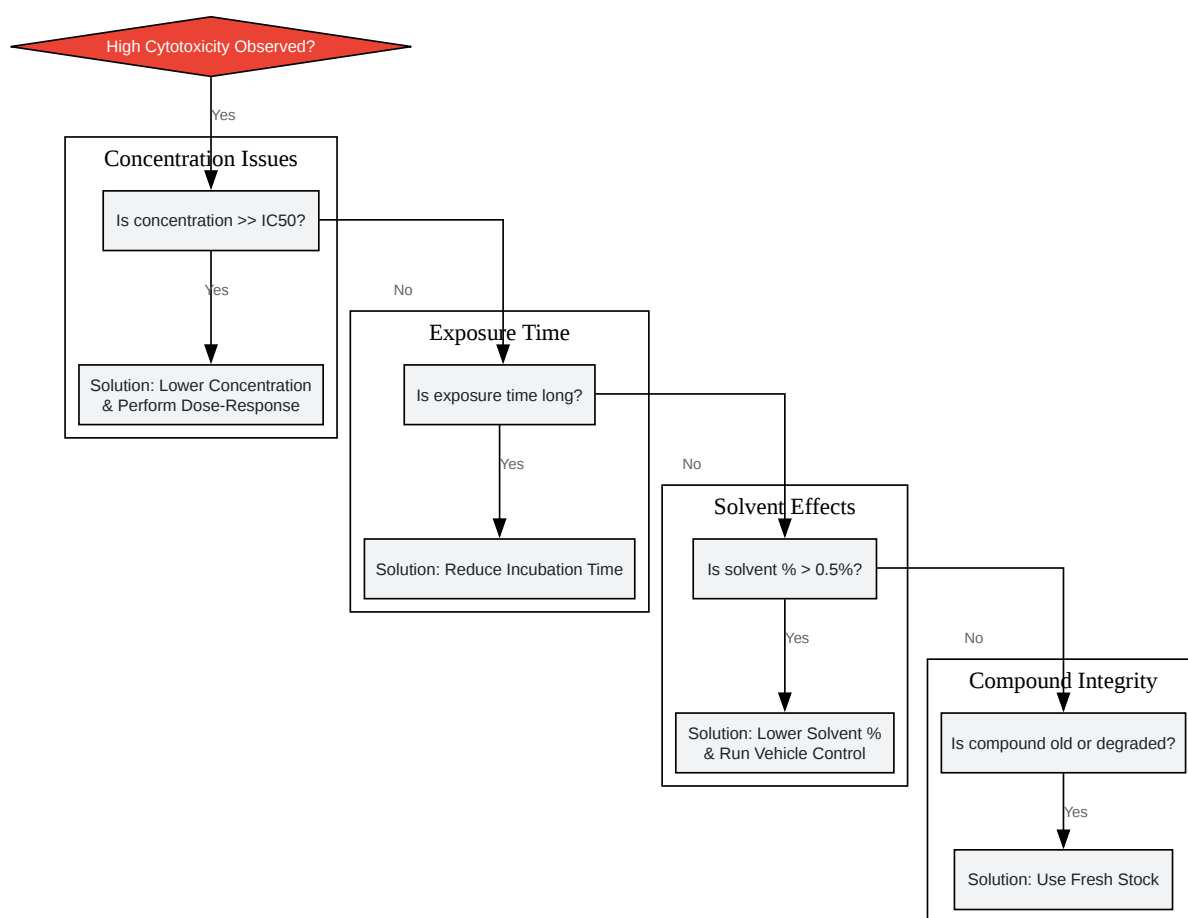 High Cytotoxicity Observed?
Yes
Concentration Issues
Is concentration >> IC50?
Yes
No
Solution: Lower Concentration
& Perform Dose-Response
Exposure Time
Is exposure time long?
Yes
No
Solution: Reduce Incubation Time
Solvent Effects
Is solvent % > 0.5%?
Yes
No
Solution: Lower Solvent %
& Run Vehicle Control
Compound Integrity
Is compound old or degraded?
Yes
Solution: Use Fresh Stock